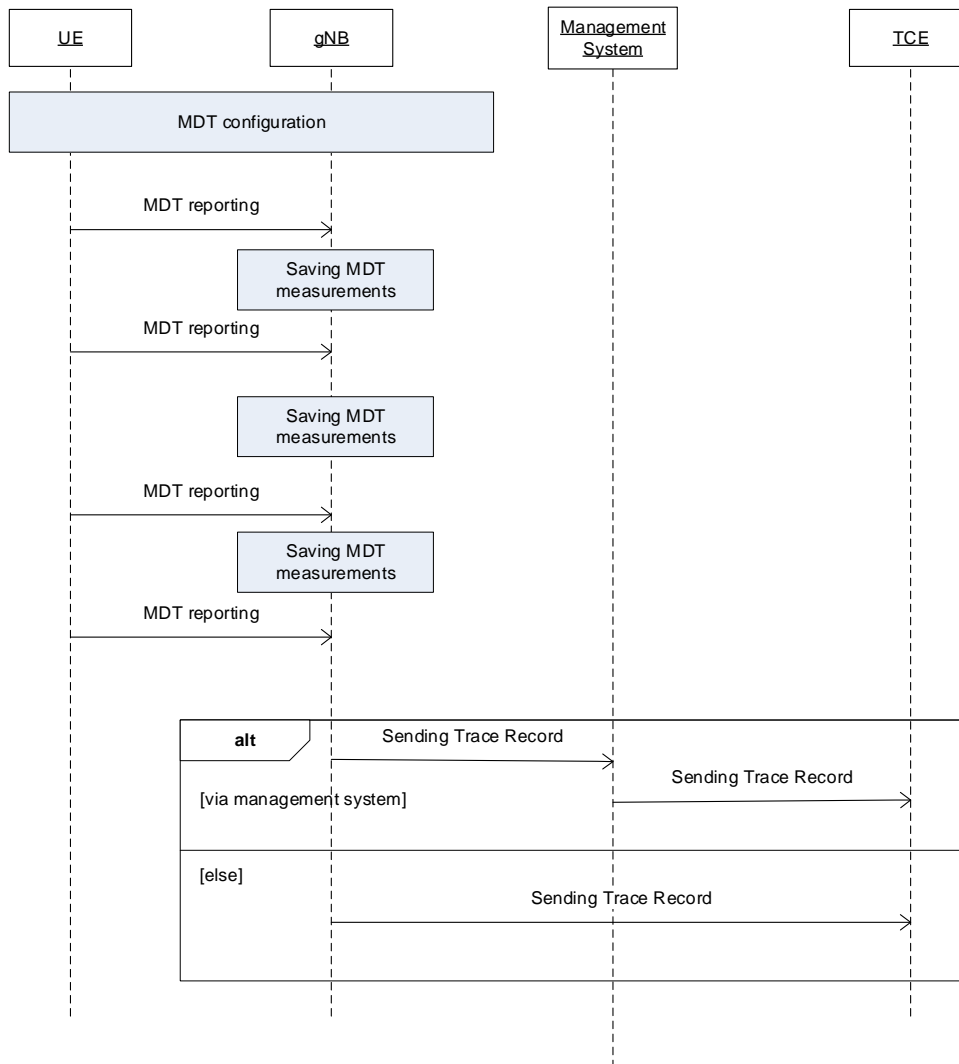 UE
gNB
Management
System
TCE
MDT configuration
MDT reporting
Saving MDT
measurements
MDT reporting
Saving MDT
measurements
MDT reporting
Saving MDT
measurements
MDT reporting
alt
Sending Trace Record
Sending Trace Record
[via management system]
[else]
Sending Trace Record